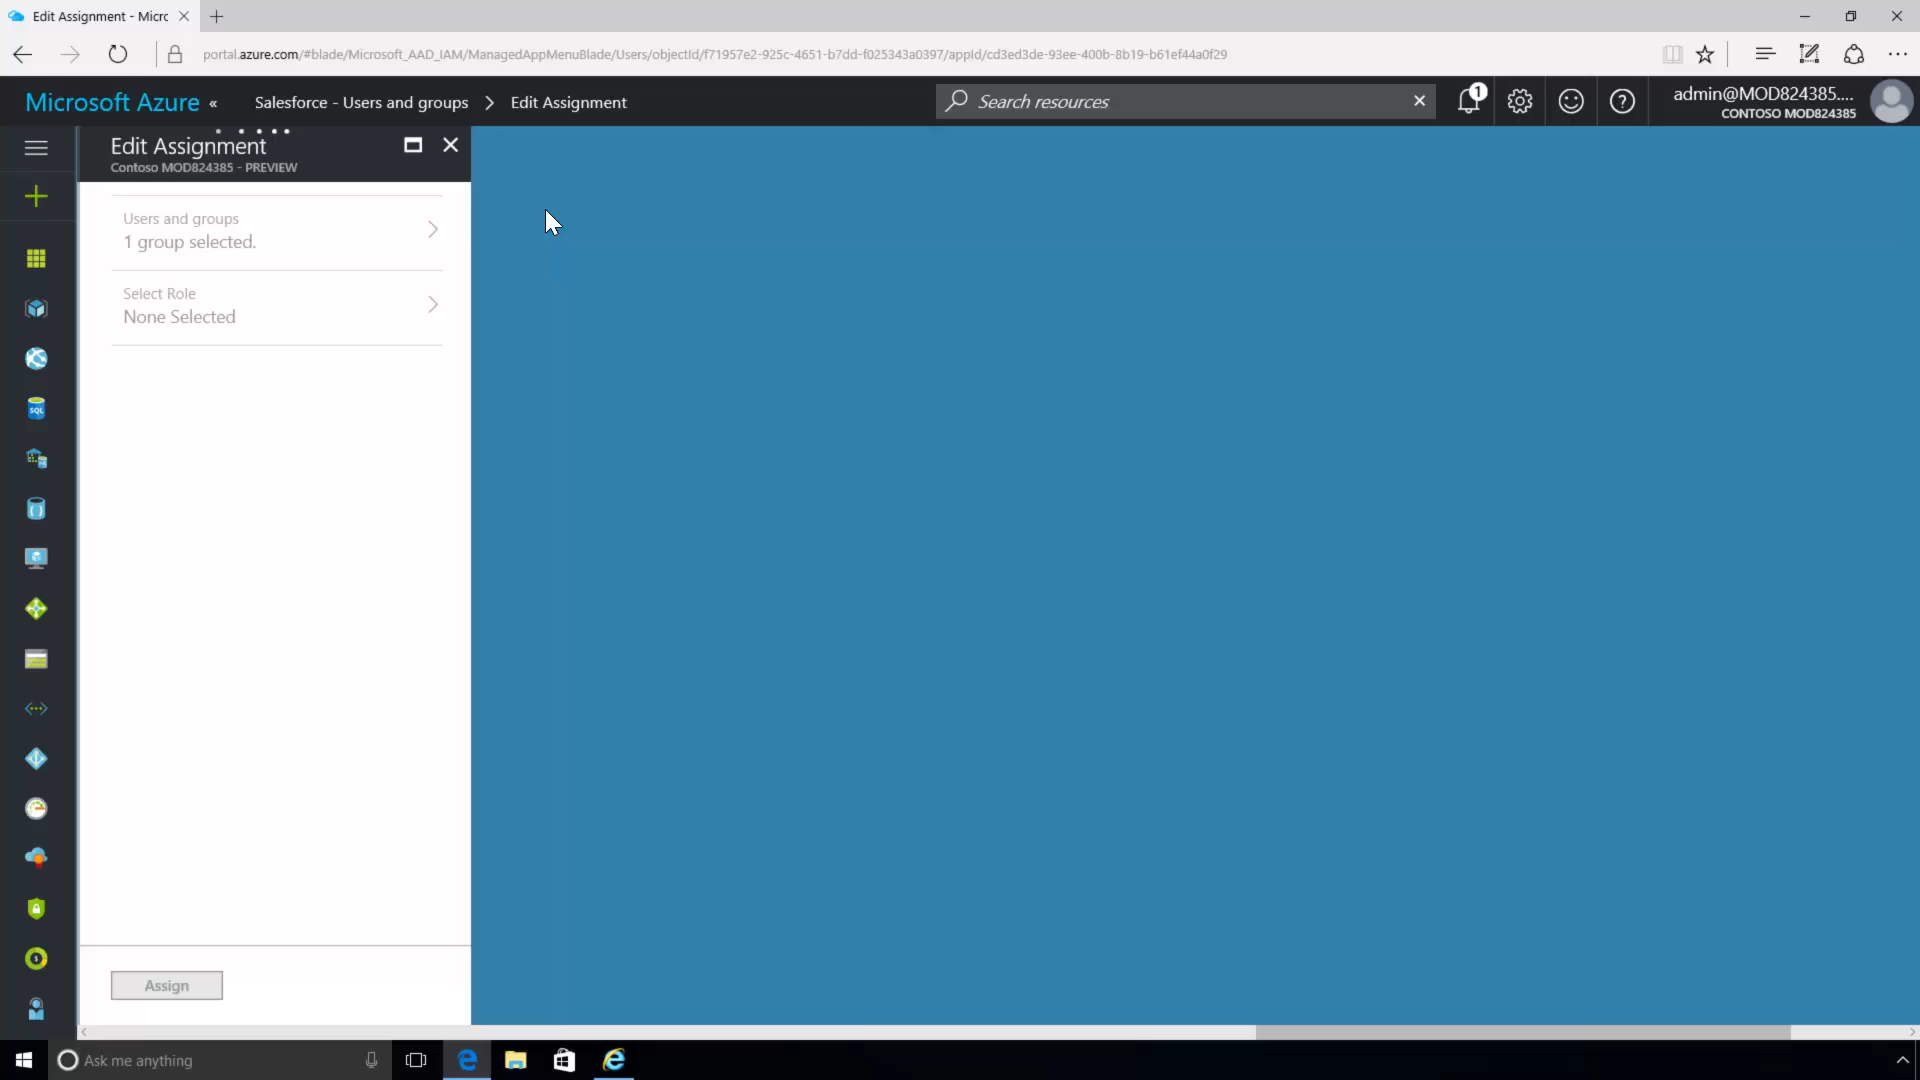 Edit Assignment - Micro
portal.azure.com/#blade/Microsoft_AAD_IAM/ManagedAppMenuBlade/Users/objectId/f71957e2-925c-4651-b7dd-f025343a0397/appId/cd3ed3de-93ee-400b-8b19-b61ef44a0f29
Microsoft Azure «
Salesforce - Users and groups > Edit Assignment
Search resources
1
admin@MOD824385....
CONTOSO MOD824385
Edit Assignment
Contoso MOD824385 - PREVIEW
Users and groups
1 group selected.
Select Role
None Selected
SQL
Assign
Ask me anything